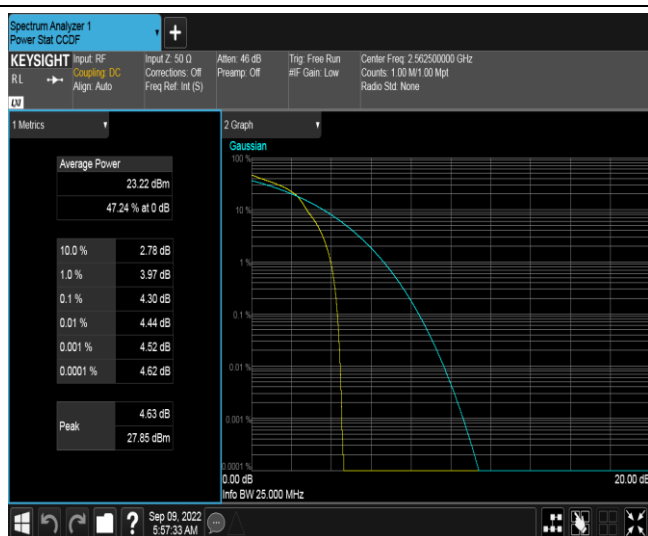 Spectrum Analyzer 1
Power Stat CCDF
+
KEYSIGHT
RL
LXI
Input: RF
Coupling: DC
Align: Auto
Input Z: 50 Ω
Corrections: Off
Freq Ref: Int (S)
Atten: 46 dB
Preamp: Off
Trig: Free Run
#IF Gain: Low
Center Freq: 2.562500000 GHz
Counts: 1.00 M/1.00 Mpt
Radio Std: None
1 Metrics
Average Power
23.22 dBm
47.24 % at 0 dB
10.0 % 2.78 dB
1.0 % 3.97 dB
0.1 % 4.30 dB
0.01 % 4.44 dB
0.001 % 4.52 dB
0.0001 % 4.62 dB
Peak
4.63 dB
27.85 dBm
2 Graph
Gaussian
100 %
10 %
1 %
0.1 %
0.01 %
0.001 %
0.0001 %
0.00 dB 20.00 dB
Info BW 25.000 MHz
?
Sep 09, 2022
5:57:33 AM